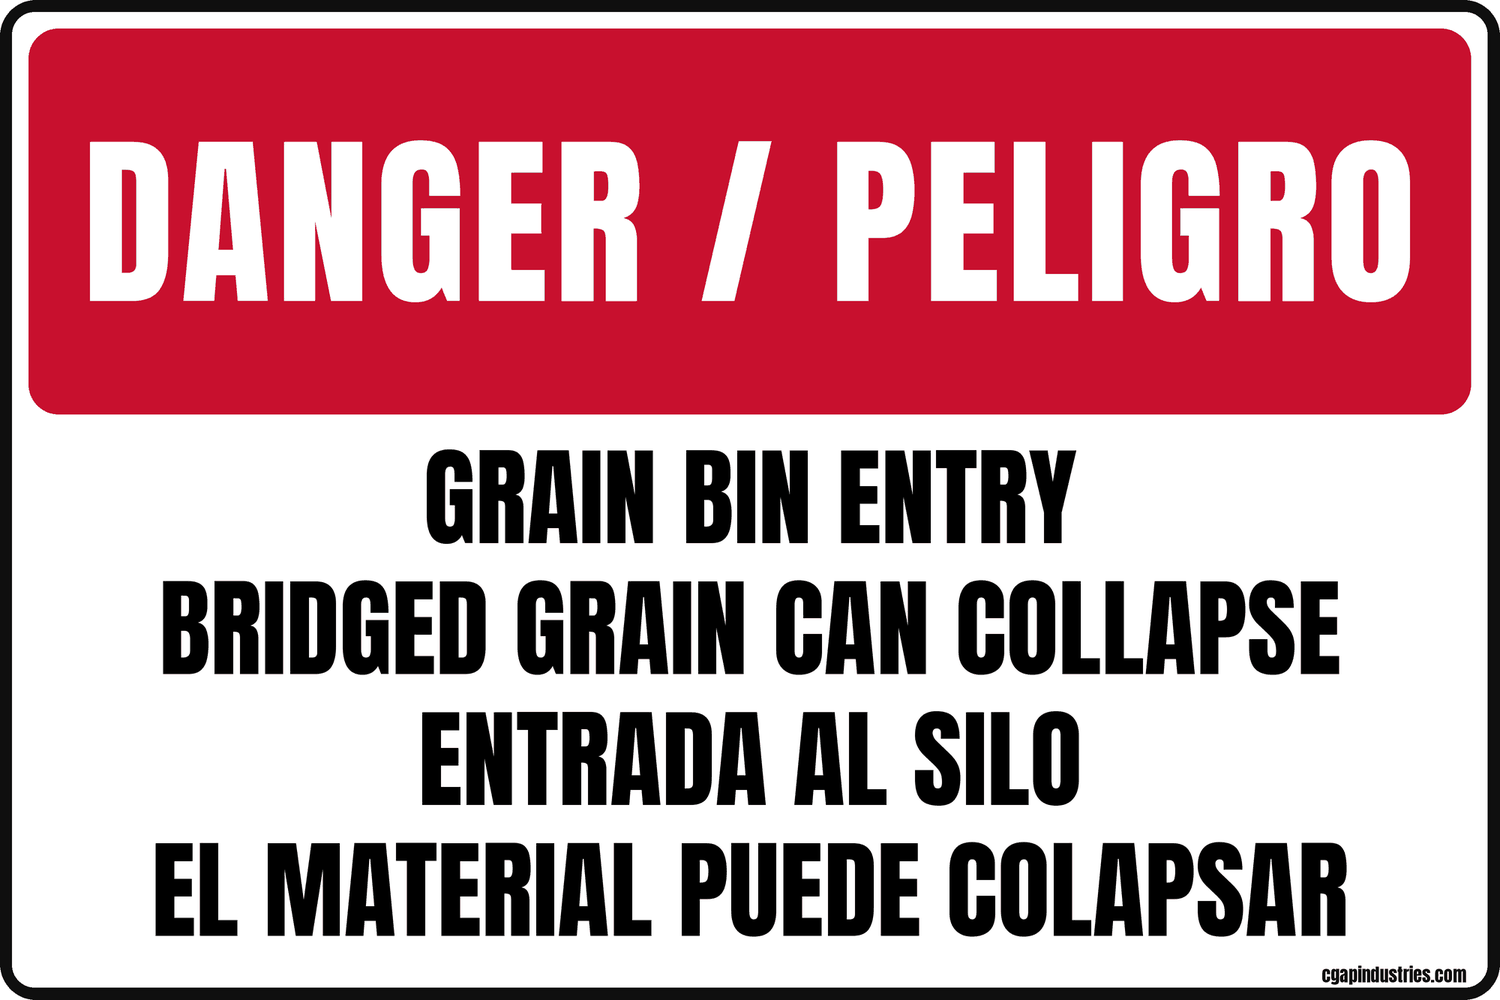 DANGER / PELIGRO
GRAIN BIN ENTRY
BRIDGED GRAIN CAN COLLAPSE
ENTRADA AL SILO
EL MATERIAL PUEDE COLAPSAR
cgapindustries.com